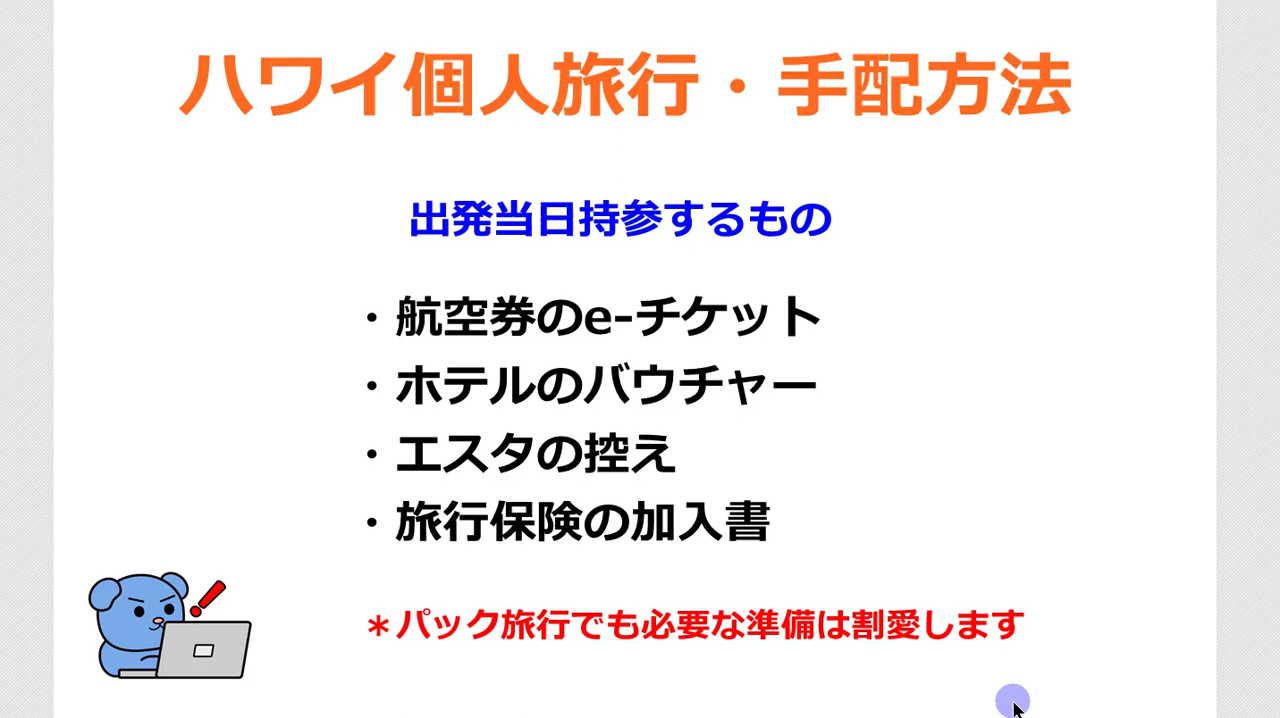 ハワイ個人旅行・手配方法
出発当日持参するもの
・航空券のe-チケット
・ホテルのバウチャー
・エスタの控え
・旅行保険の加入書
＊パック旅行でも必要な準備は割愛します